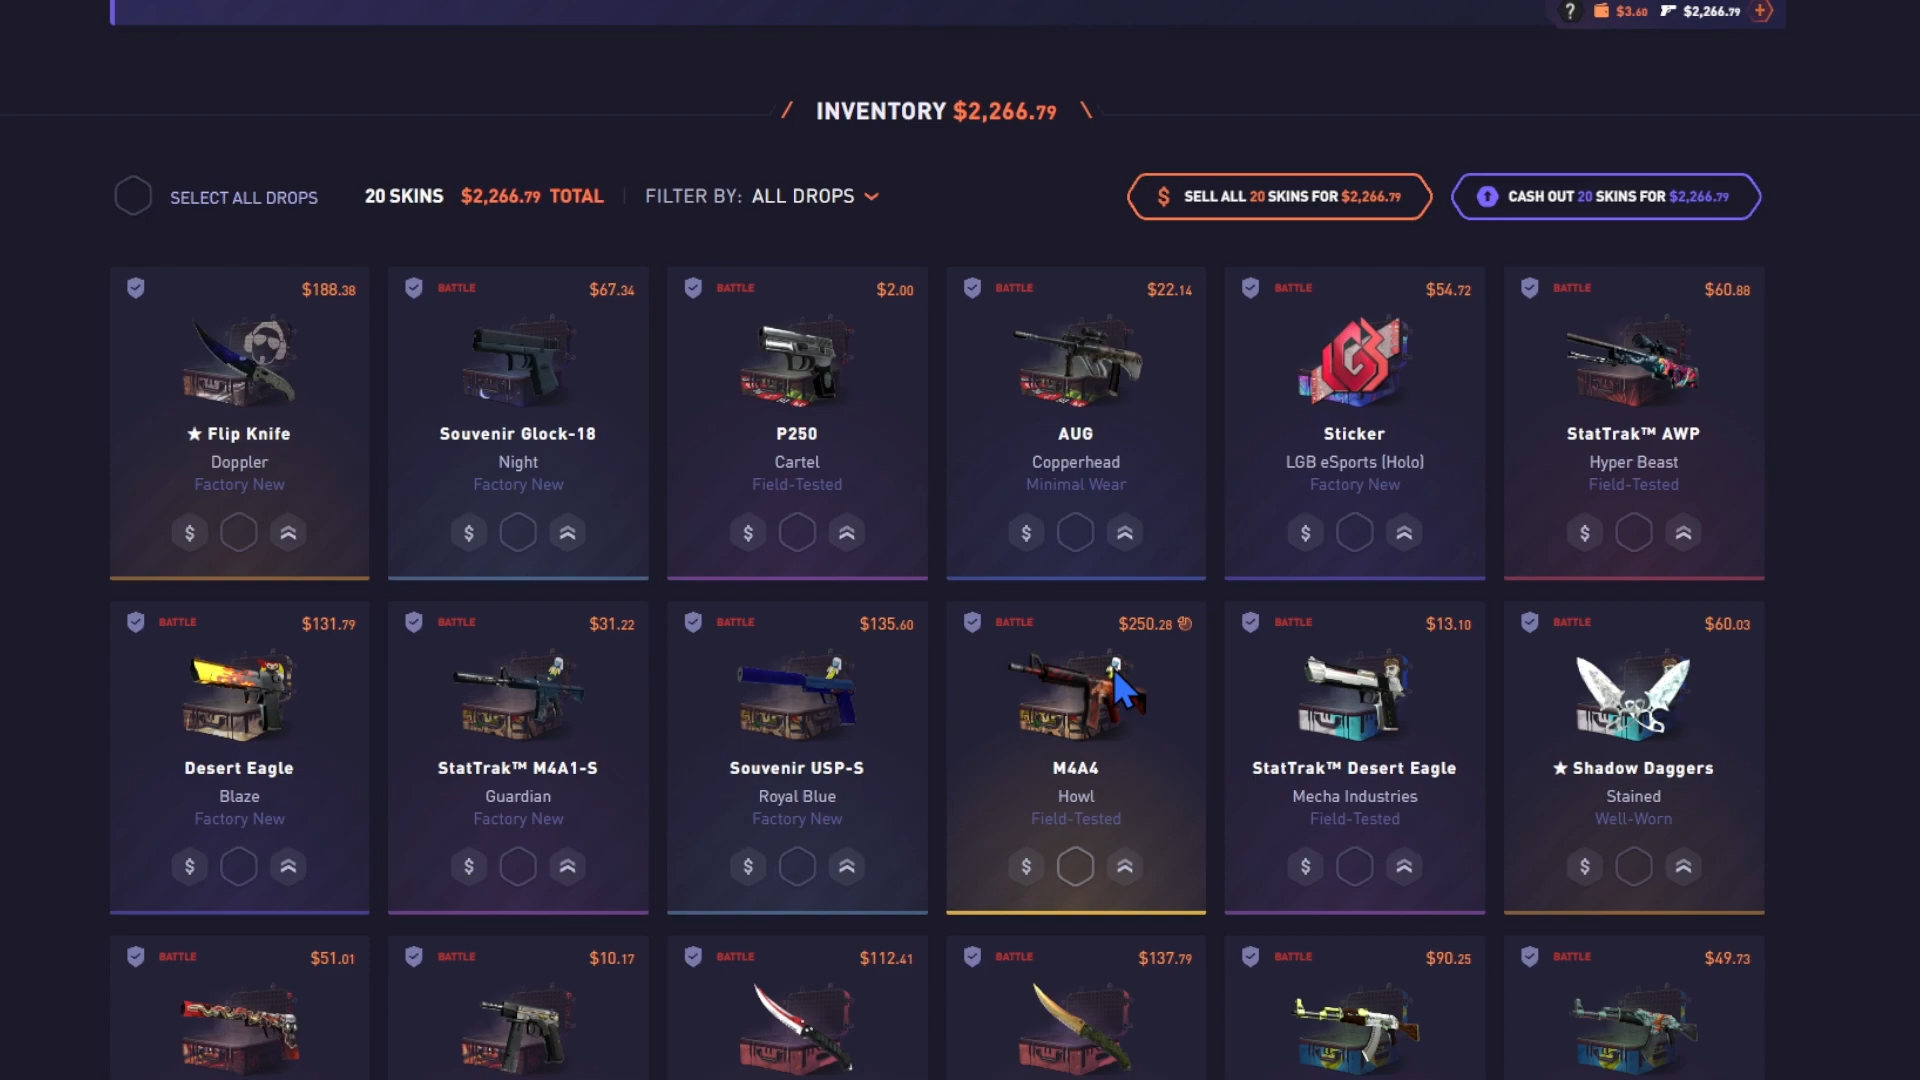 ? $3.60 $2,266.79 +
/ INVENTORY $2,266.79 \
SELECT ALL DROPS 20 SKINS $2,266.79 TOTAL | FILTER BY: ALL DROPS
$ SELL ALL 20 SKINS FOR $2,266.79
CASH OUT 20 SKINS FOR $2,266.79
$188.38
★ Flip Knife
Doppler
Factory New
$
BATTLE $67.34
Souvenir Glock-18
Night
Factory New
$
BATTLE $2.00
P250
Cartel
Field-Tested
$
BATTLE $22.14
AUG
Copperhead
Minimal Wear
$
BATTLE $54.72
LGB
Sticker
LGB eSports (Holo)
Factory New
$
BATTLE $60.88
StatTrak™ AWP
Hyper Beast
Field-Tested
$
BATTLE $131.79
Desert Eagle
Blaze
Factory New
$
BATTLE $31.22
StatTrak™ M4A1-S
Guardian
Factory New
$
BATTLE $135.60
Souvenir USP-S
Royal Blue
Factory New
$
BATTLE $250.28
M4A4
Howl
Field-Tested
$
BATTLE $13.10
StatTrak™ Desert Eagle
Mecha Industries
Field-Tested
$
BATTLE $60.03
★ Shadow Daggers
Stained
Well-Worn
$
BATTLE $51.01
BATTLE $10.17
BATTLE $112.41
BATTLE $137.79
BATTLE $90.25
BATTLE $49.73